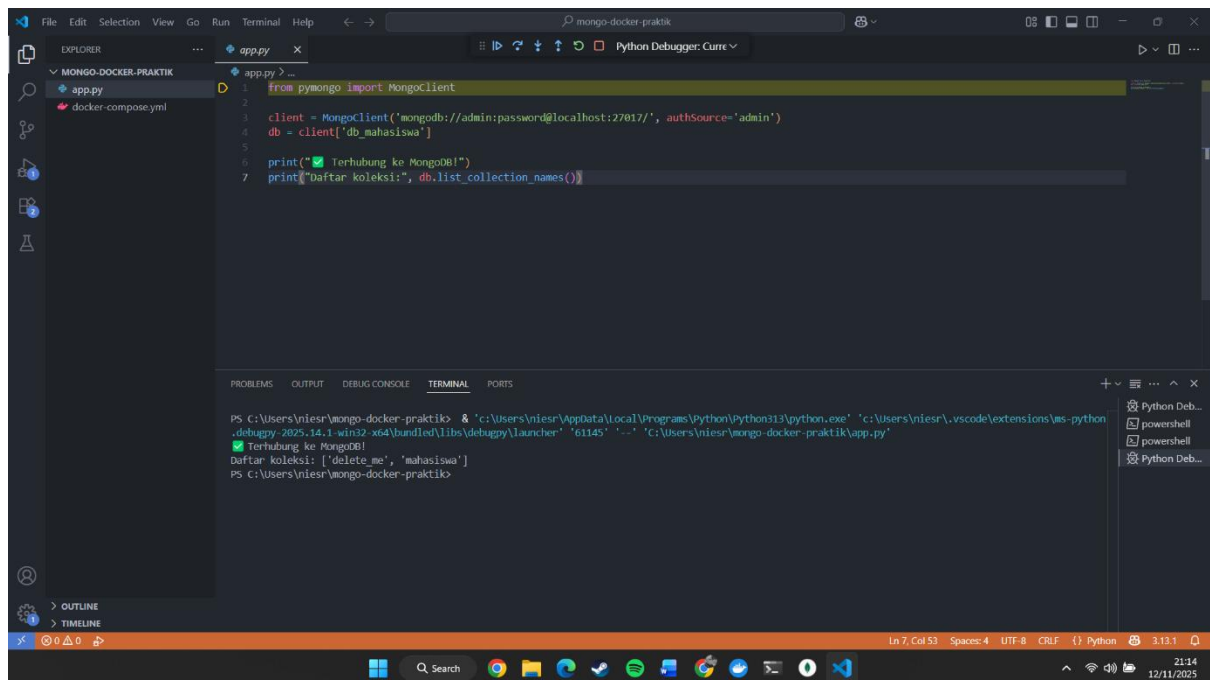 File Edit Selection View Go Run Terminal Help
mongo-docker-praktik
EXPLORER
app.py
Python Debugger: Curre
MONGO-DOCKER-PRAKTIK
app.py
docker-compose.yml
app.py > ...
1 from pymongo import MongoClient
2
3 client = MongoClient('mongodb://admin:password@localhost:27017/', authSource='admin')
4 db = client['db_mahasiswa']
5
6 print("✅ Terhubung ke MongoDB!")
7 print("Daftar koleksi:", db.list_collection_names())
PROBLEMS OUTPUT DEBUG CONSOLE TERMINAL PORTS
PS C:\Users\niesr\mongo-docker-praktik> & 'c:\Users\niesr\AppData\Local\Programs\Python\Python313\python.exe' 'c:\Users\niesr\.vscode\extensions\ms-python
.debugpy-2025.14.1-win32-x64\bundled\libs\debugpy\launcher' '61145' '--' 'C:\Users\niesr\mongo-docker-praktik\app.py'
✅ Terhubung ke MongoDB!
Daftar koleksi: ['delete_me', 'mahasiswa']
PS C:\Users\niesr\mongo-docker-praktik>
Python Deb...
powershell
powershell
Python Deb...
1
2
1
OUTLINE
TIMELINE
0 0 Ln 7, Col 53 Spaces: 4 UTF-8 CRLF {} Python 3.13.1
Search
21:14
12/11/2025